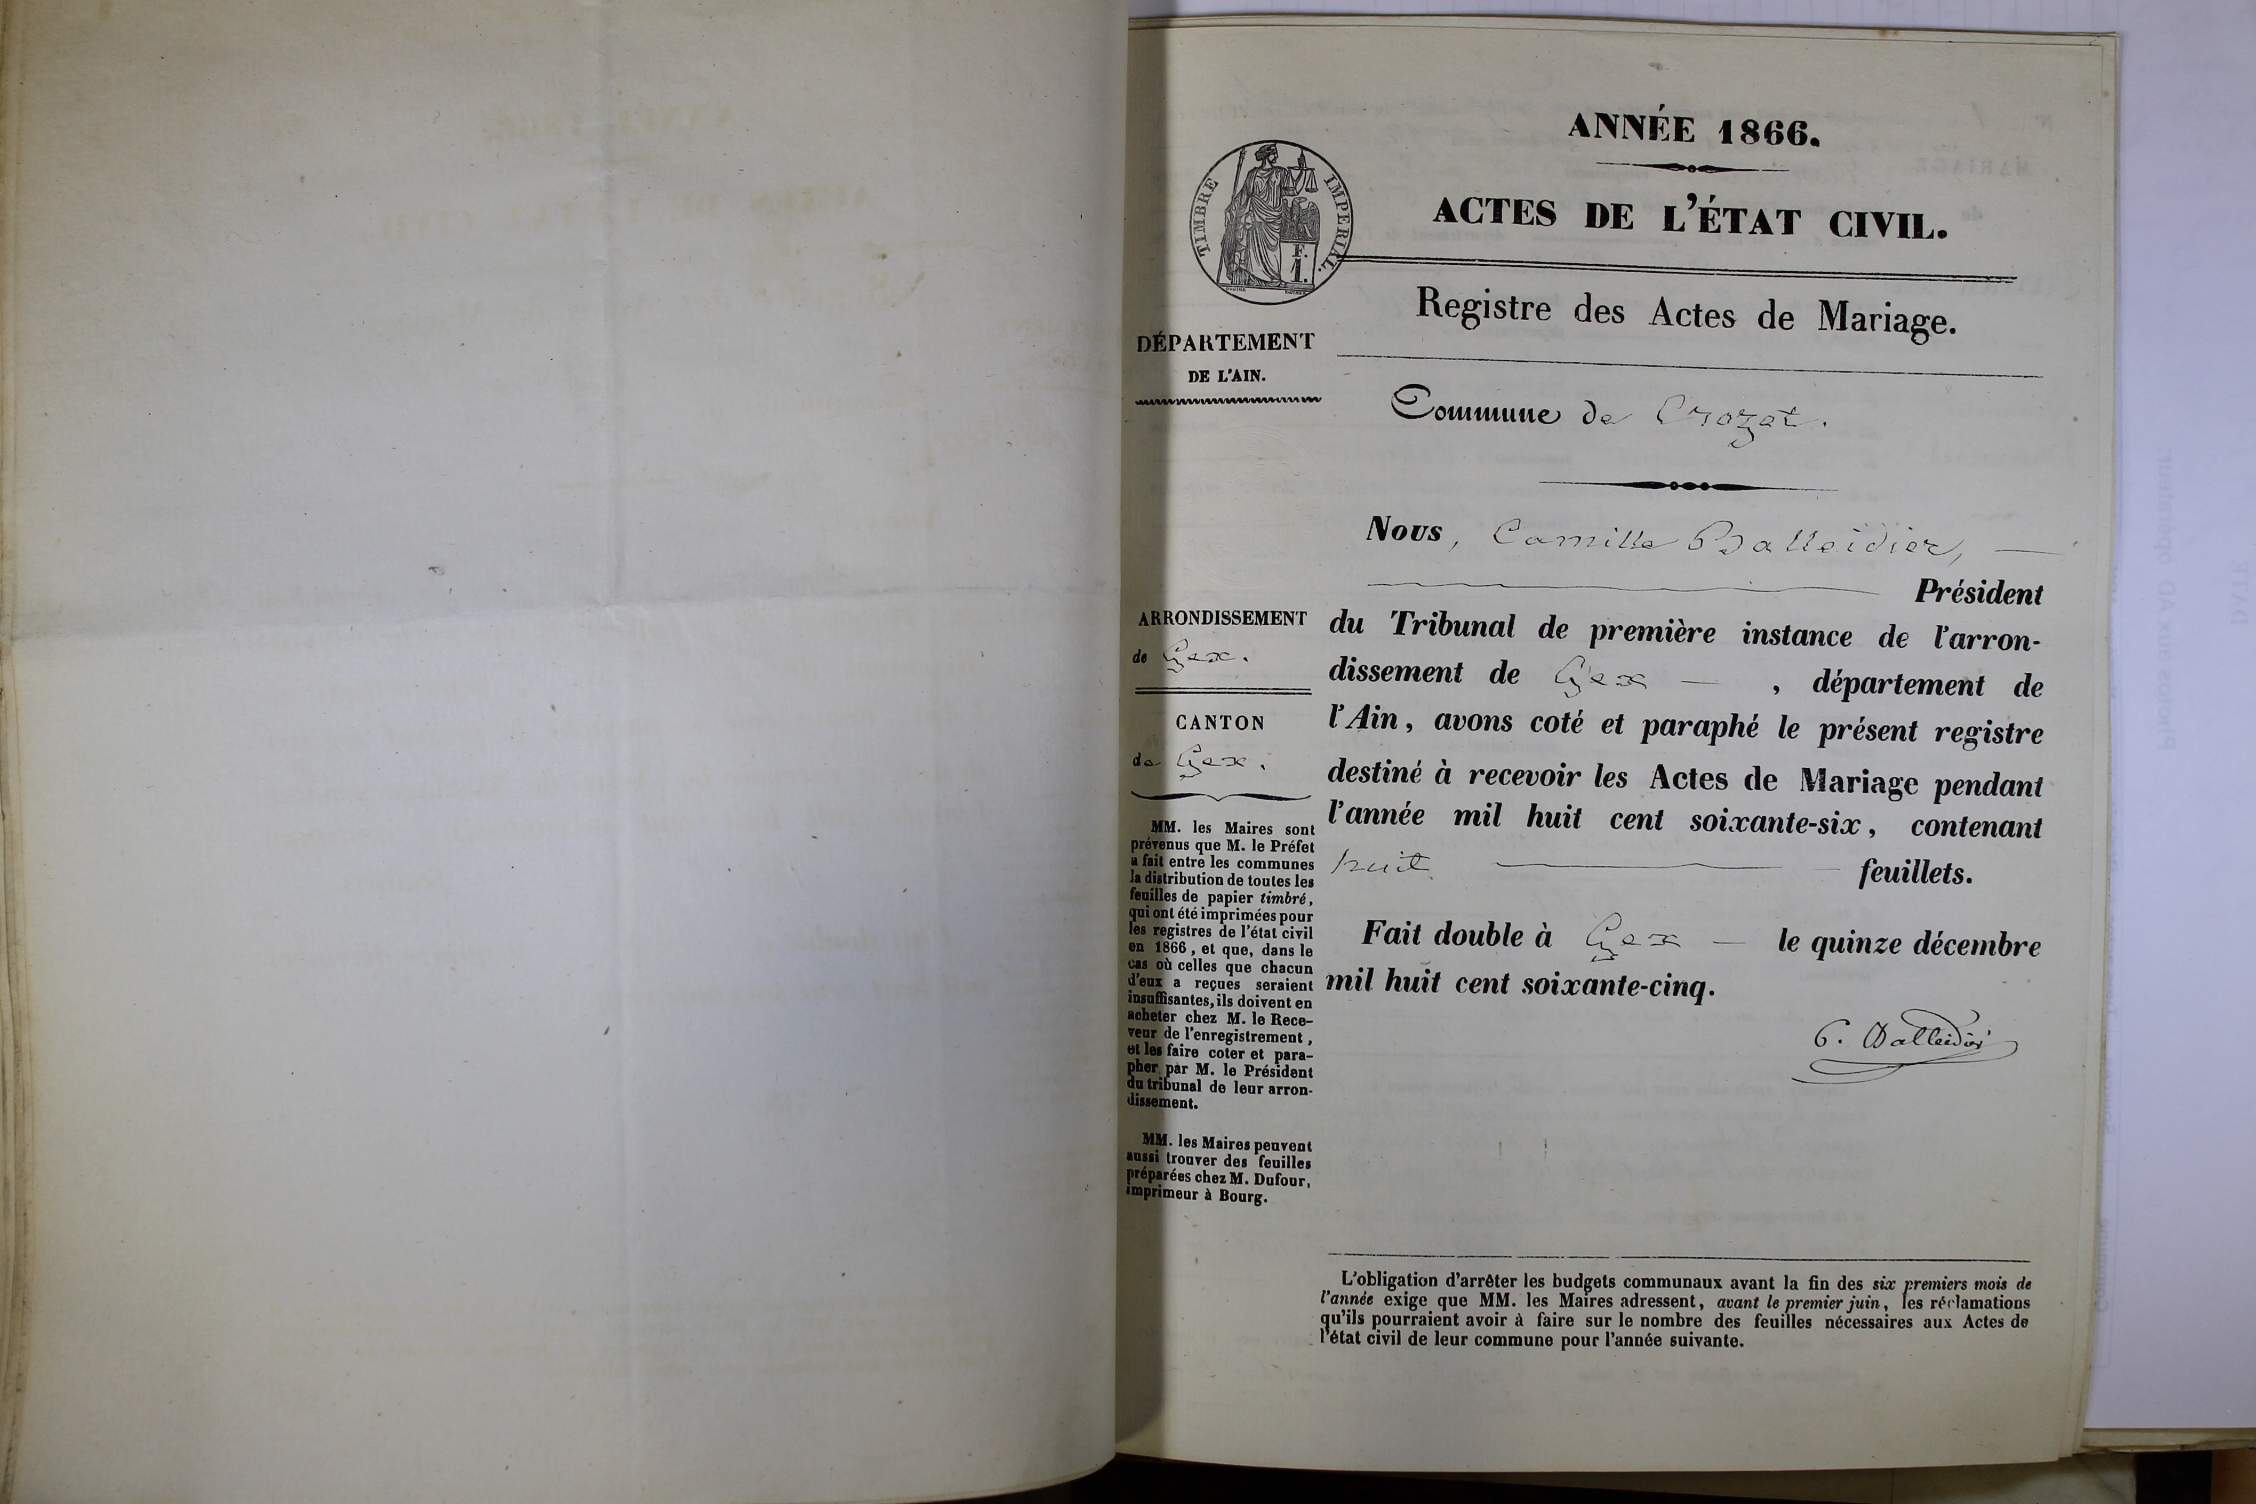 ANNÉE 1866.
ACTES DE L'ÉTAT CIVIL.
TIMBRE IMPERIAL.
F.
1.
Registre des Actes de Mariage.
DÉPARTEMENT
DE L'AIN.
Commune de Crozet.
Nous, Camille Balleidier,
Président
du Tribunal de première instance de l'arron-
dissement de Gex , département de
l'Ain, avons coté et paraphé le présent registre
destiné à recevoir les Actes de Mariage pendant
l'année mil huit cent soixante-six, contenant
huit feuillets.
Fait double à Gex le quinze décembre
mil huit cent soixante-cinq.
C. Balleidier
ARRONDISSEMENT
de Gex.
CANTON
de Gex.
MM. les Maires sont
prévenus que M. le Préfet
a fait entre les communes
la distribution de toutes les
feuilles de papier timbré,
qui ont été imprimées pour
les registres de l'état civil
en 1866, et que, dans le
cas où celles que chacun
d'eux a reçues seraient
insuffisantes, ils doivent en
acheter chez M. le Rece-
veur de l'enregistrement,
et les faire coter et para-
pher par M. le Président
du tribunal de leur arron-
dissement.
MM. les Maires peuvent
aussi trouver des feuilles
préparées chez M. Dufour,
imprimeur à Bourg.
L'obligation d'arrêter les budgets communaux avant la fin des six premiers mois de
l'année exige que MM. les Maires adressent, avant le premier juin, les réclamations
qu'ils pourraient avoir à faire sur le nombre des feuilles nécessaires aux Actes de
l'état civil de leur commune pour l'année suivante.